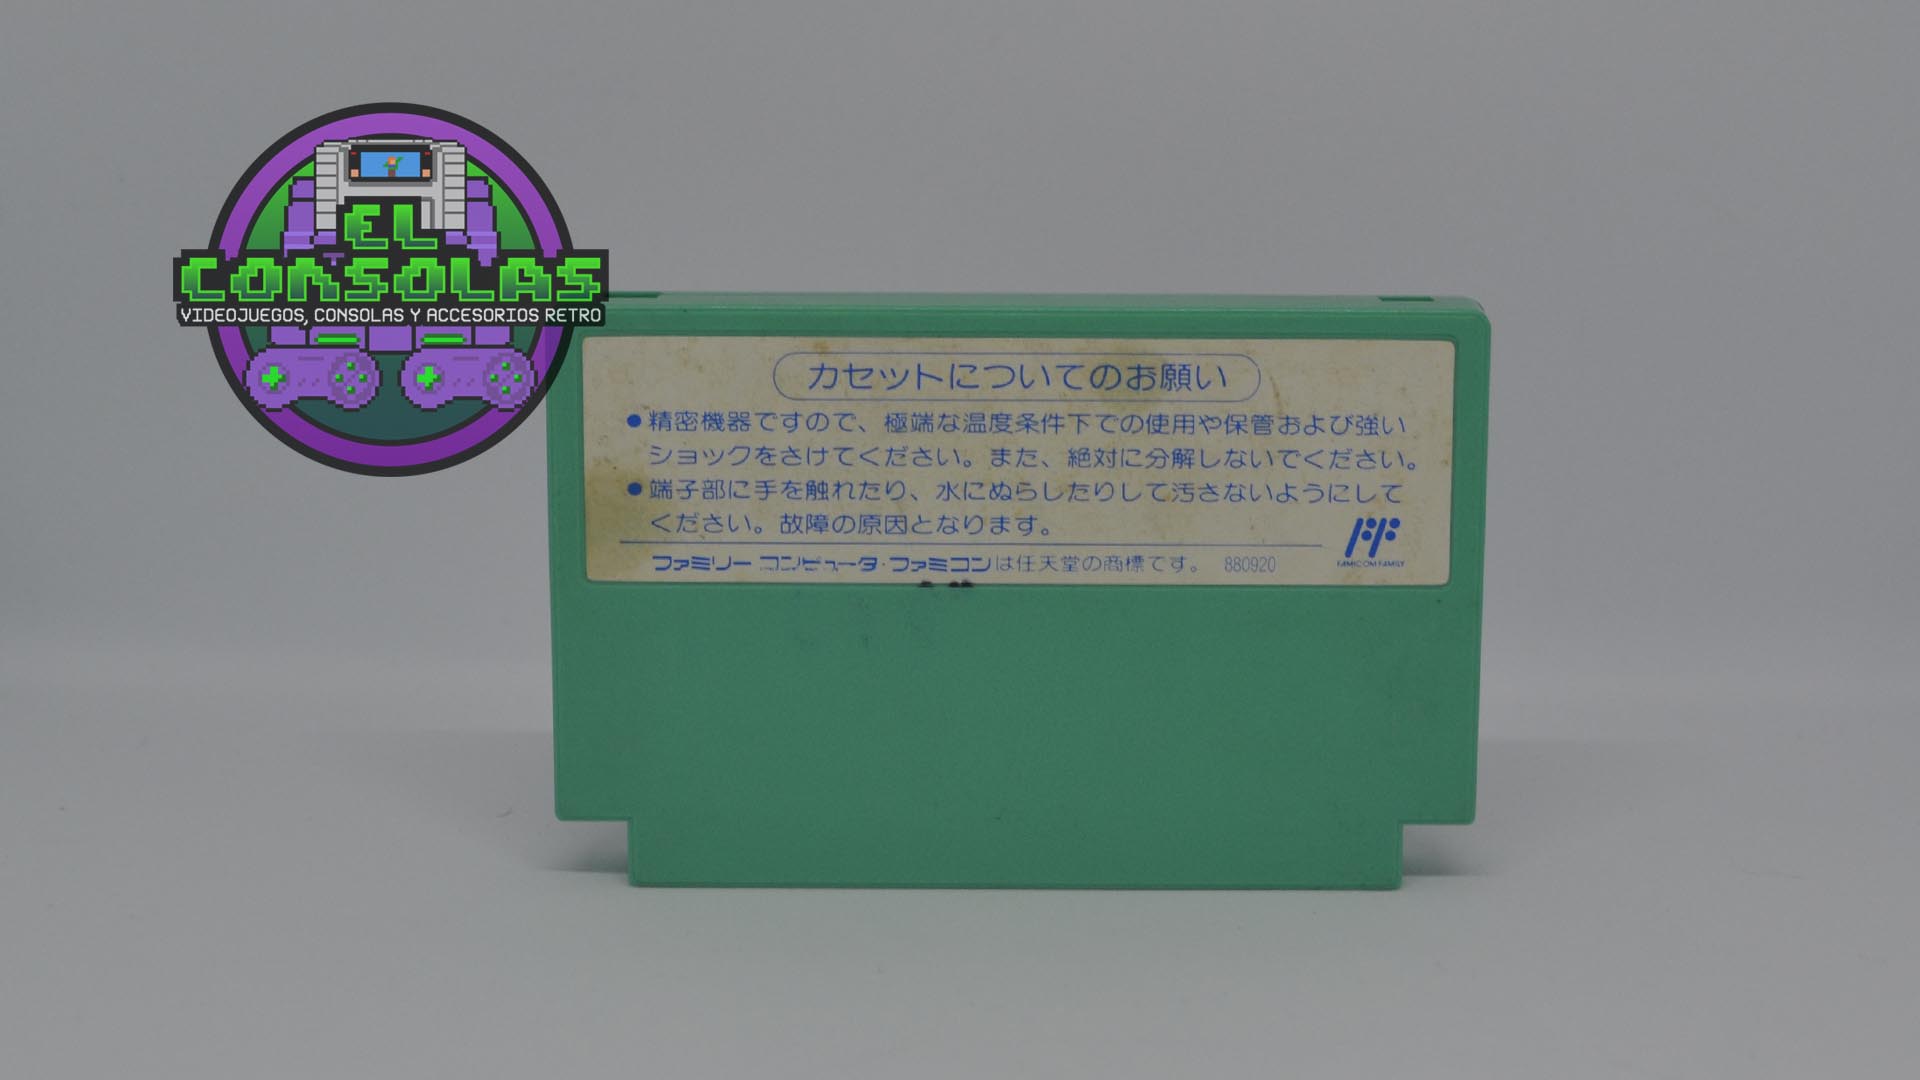 EL
CONSOLAS
VIDEOJUEGOS, CONSOLAS Y ACCESORIOS RETRO
カセットについてのお願い
●精密機器ですので、極端な温度条件下での使用や保管および強い
ショックをさけてください。また、絶対に分解しないでください。
●端子部に手を触れたり、水にぬらしたりして汚さないようにして
ください。故障の原因となります。
ファミリーコンピュータ・ファミコンは任天堂の商標です。 880920
FAMICOM FAMILY